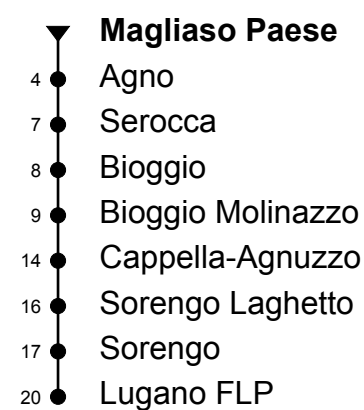 Magliaso Paese
4 Agno
7 Serocca
8 Bioggio
9 Bioggio Molinazzo
14 Cappella-Agnuzzo
16 Sorengo Laghetto
17 Sorengo
20 Lugano FLP